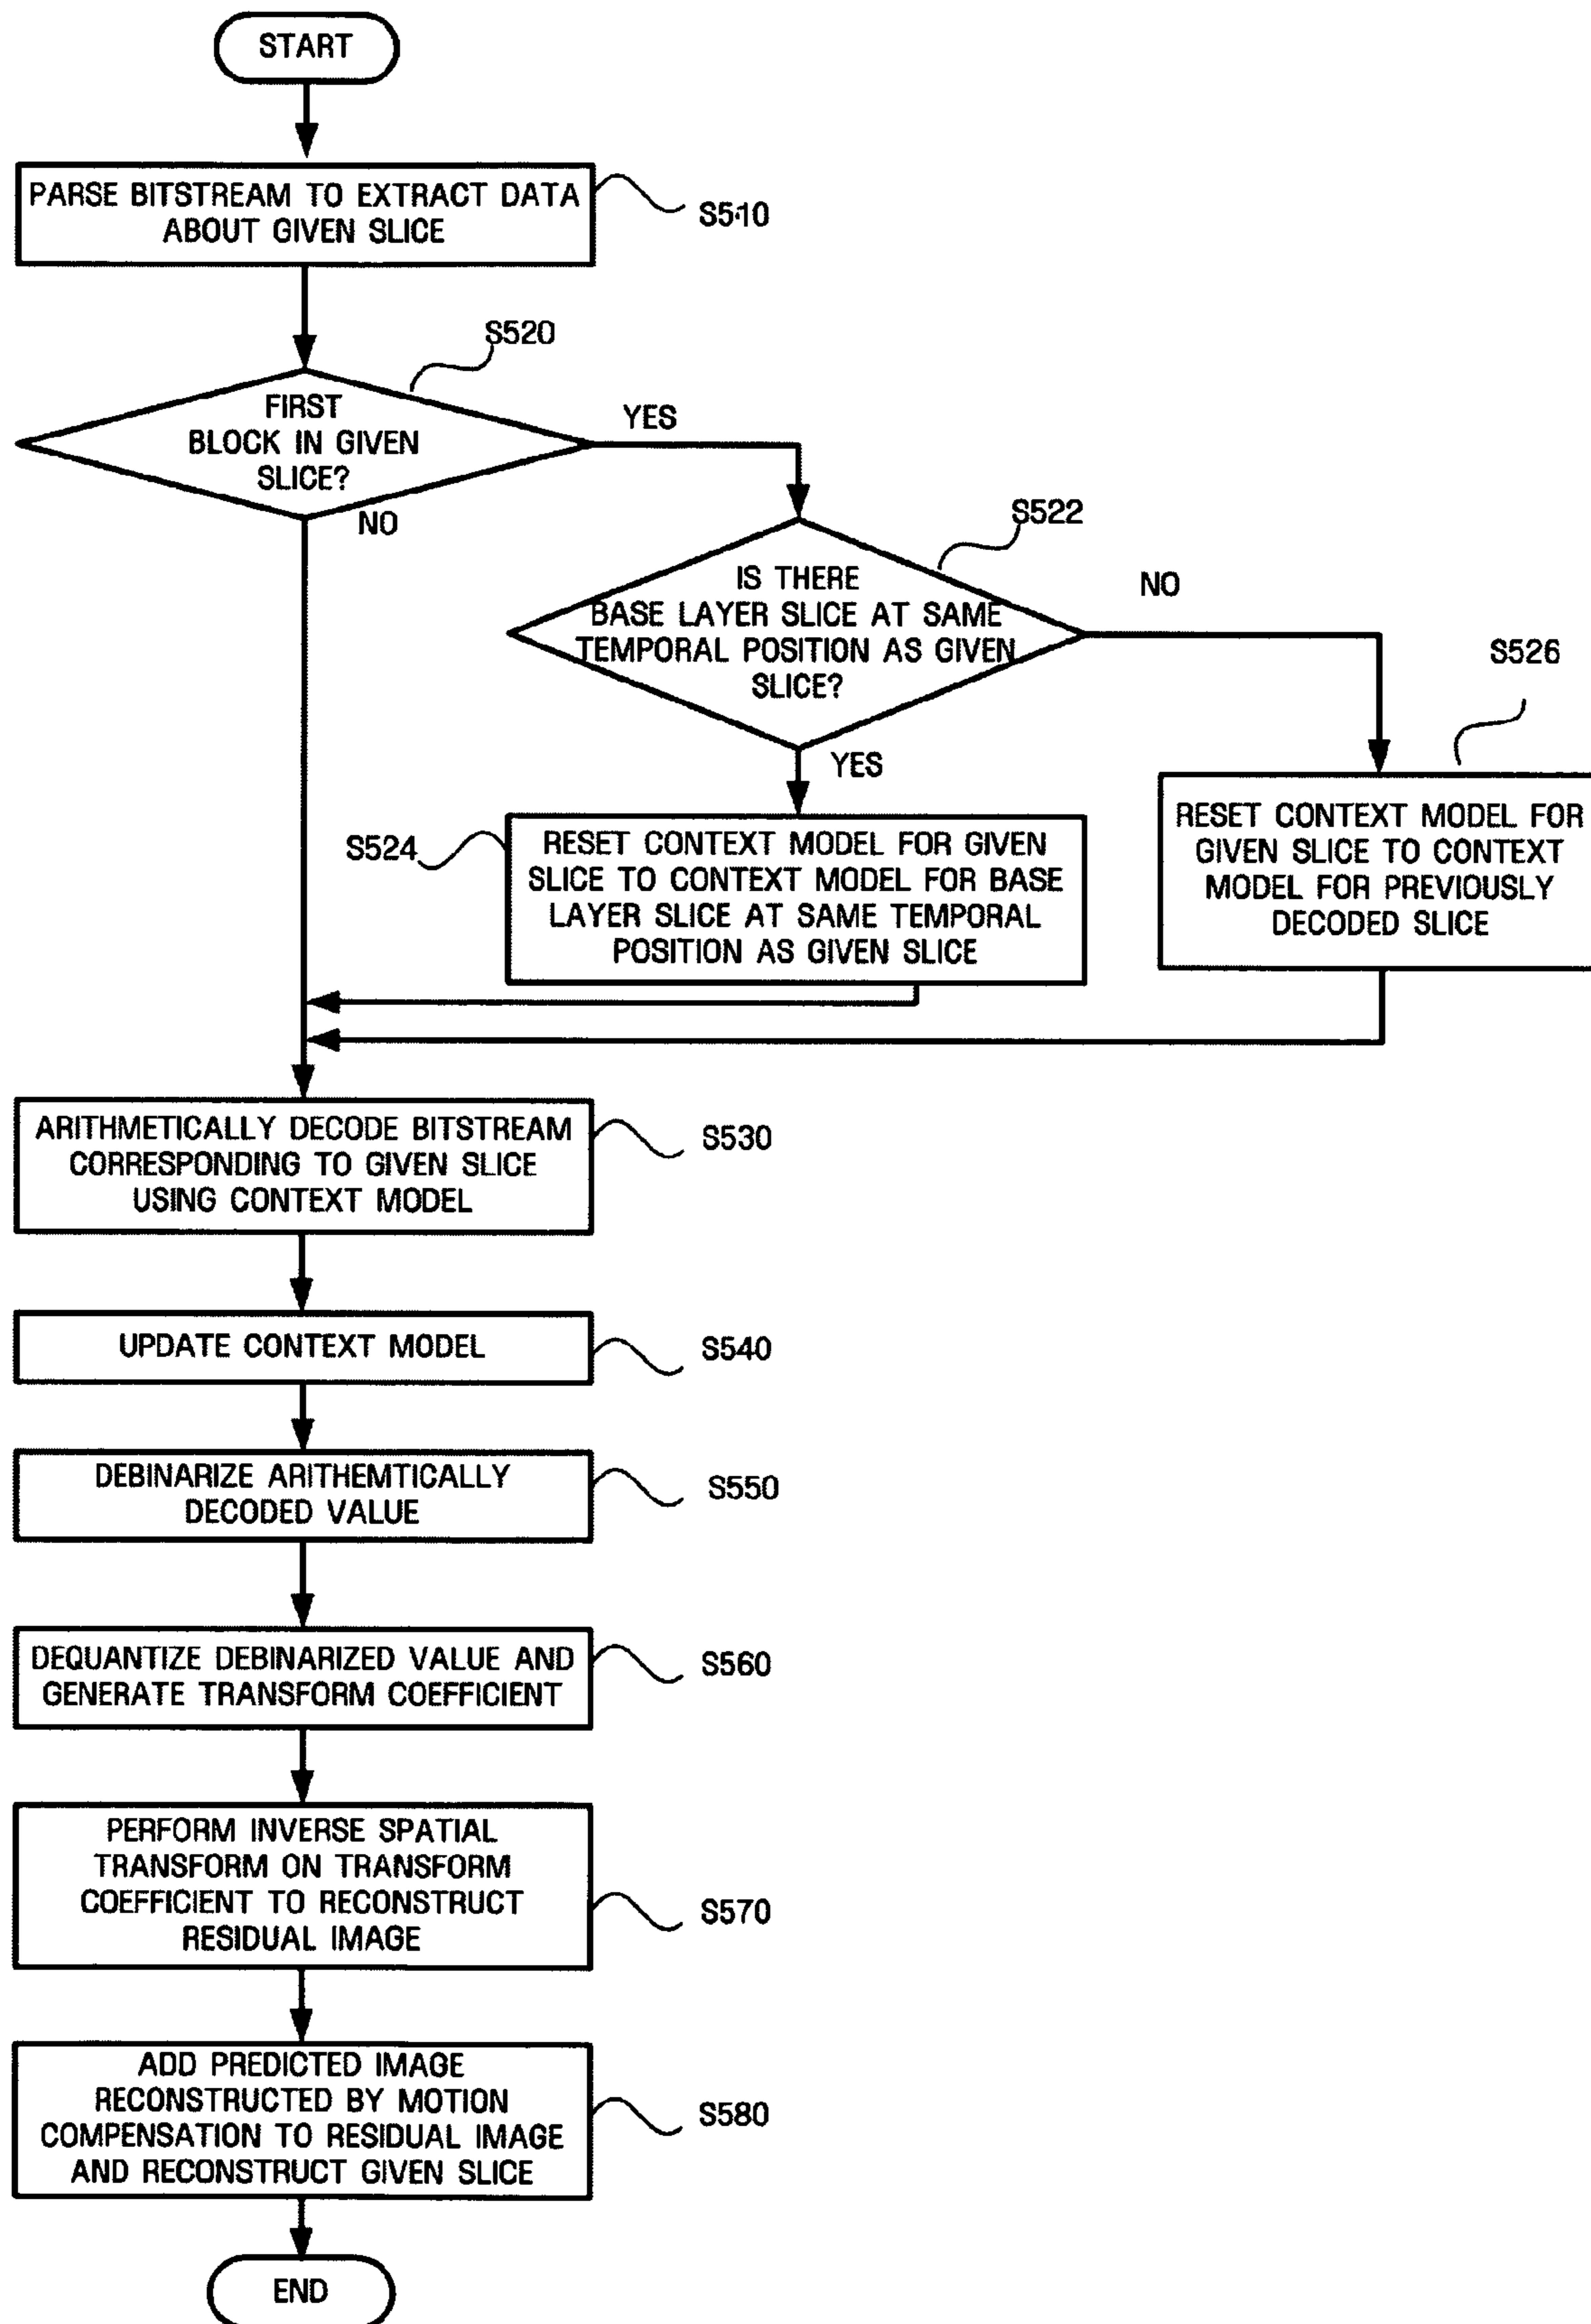 START
PARSE BITSTREAM TO EXTRACT DATA
ABOUT GIVEN SLICE
S510
S520
FIRST
BLOCK IN GIVEN
SLICE?
YES
NO
S522
IS THERE
BASE LAYER SLICE AT SAME
TEMPORAL POSITION AS GIVEN
SLICE?
NO
YES
S526
S524
RESET CONTEXT MODEL FOR GIVEN
SLICE TO CONTEXT MODEL FOR BASE
LAYER SLICE AT SAME TEMPORAL
POSITION AS GIVEN SLICE
RESET CONTEXT MODEL FOR
GIVEN SLICE TO CONTEXT
MODEL FOR PREVIOUSLY
DECODED SLICE
ARITHMETICALLY DECODE BITSTREAM
CORRESPONDING TO GIVEN SLICE
USING CONTEXT MODEL
S530
UPDATE CONTEXT MODEL
S540
DEBINARIZE ARITHEMTICALLY
DECODED VALUE
S550
DEQUANTIZE DEBINARIZED VALUE AND
GENERATE TRANSFORM COEFFICIENT
S560
PERFORM INVERSE SPATIAL
TRANSFORM ON TRANSFORM
COEFFICIENT TO RECONSTRUCT
RESIDUAL IMAGE
S570
ADD PREDICTED IMAGE
RECONSTRUCTED BY MOTION
COMPENSATION TO RESIDUAL IMAGE
AND RECONSTRUCT GIVEN SLICE
S580
END